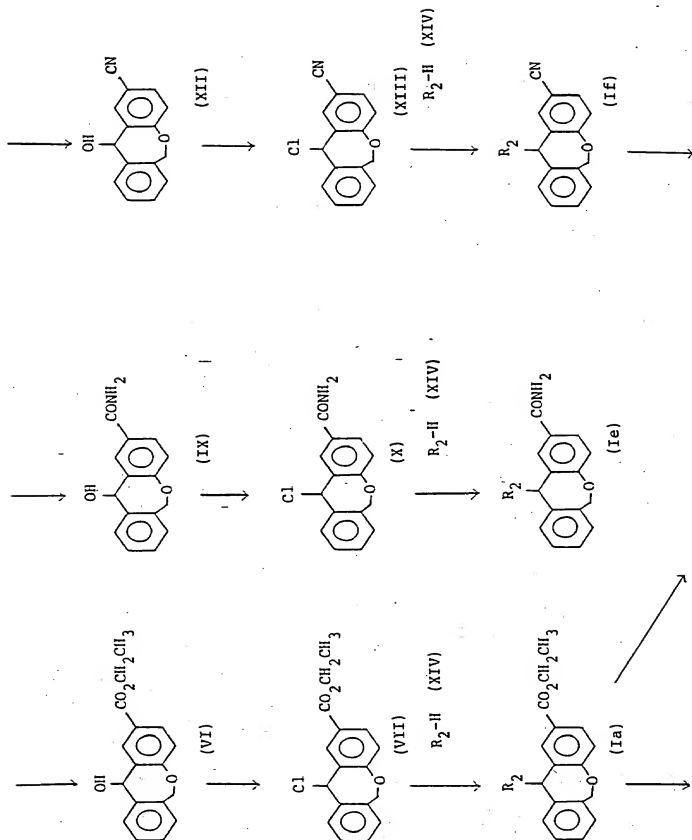 OH CO₂CH₂CH₃ OH CONH₂ OH CN
O O O
(VI) (IX) (XII)
Cl CO₂CH₂CH₃ Cl CONH₂ Cl CN
O O O
(VII) (X) (XIII)
R₂-H (XIV) R₂-H (XIV) R₂-H (XIV)
R₂ CO₂CH₂CH₃ R₂ CONH₂ R₂ CN
O O O
(Ia) (Ie) (If)